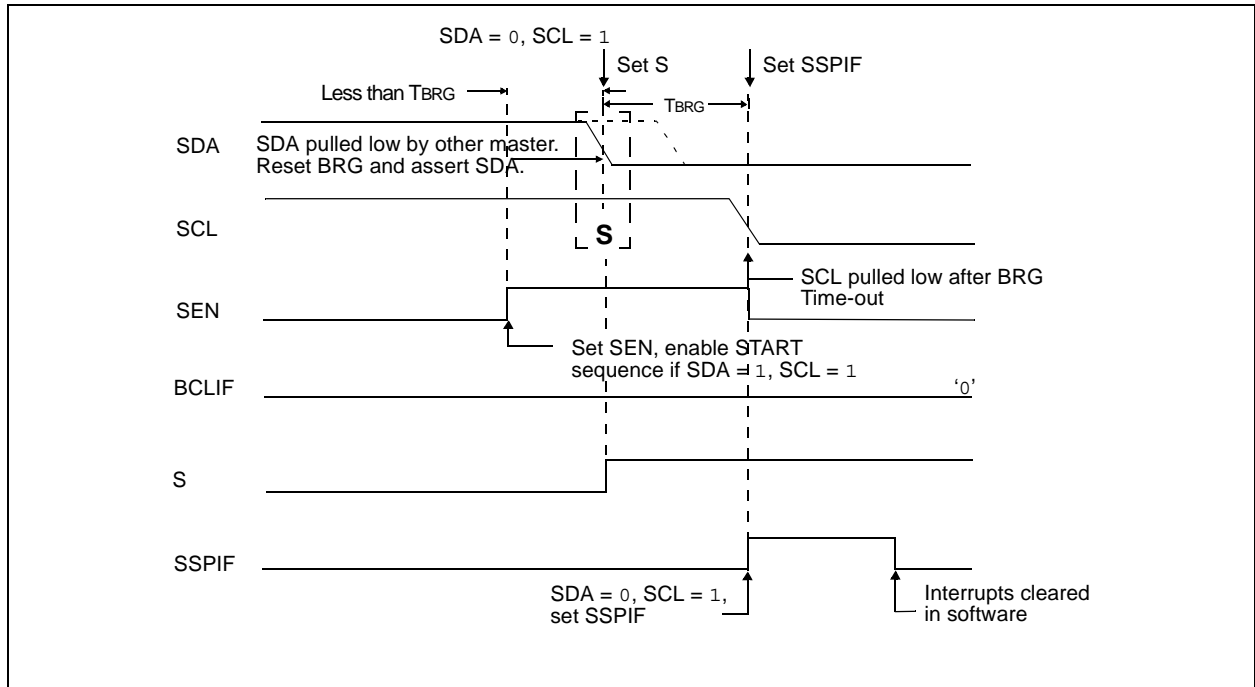 SDA = 0, SCL = 1
Set S
Set SSPIF
Less than TBRG
TBRG
SDA
SDA pulled low by other master.
Reset BRG and assert SDA.
SCL
S
SCL pulled low after BRG
Time-out
SEN
Set SEN, enable START
sequence if SDA = 1, SCL = 1
BCLIF
‘0’
S
SSPIF
SDA = 0, SCL = 1,
set SSPIF
Interrupts cleared
in software